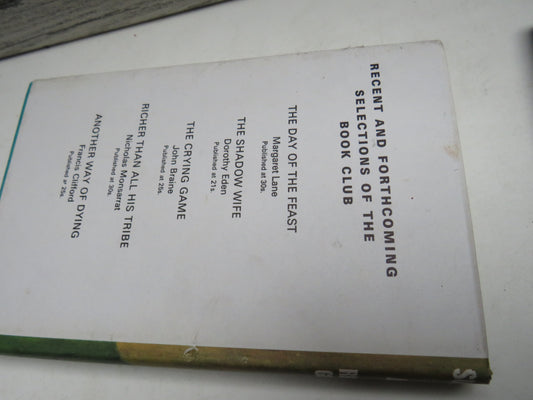 RECENT AND FORTHCOMING
SELECTIONS OF THE
BOOK CLUB
THE DAY OF THE FEAST
Margaret Lane
Published at 30s.
THE SHADOW WIFE
Dorothy Eden
Published at 21s.
THE CRYING GAME
John Braine
Published at 25s.
RICHER THAN ALL HIS TRIBE
Nicholas Monsarrat
Published at 30s.
ANOTHER WAY OF DYING
Francis Clifford
Published at 25s.